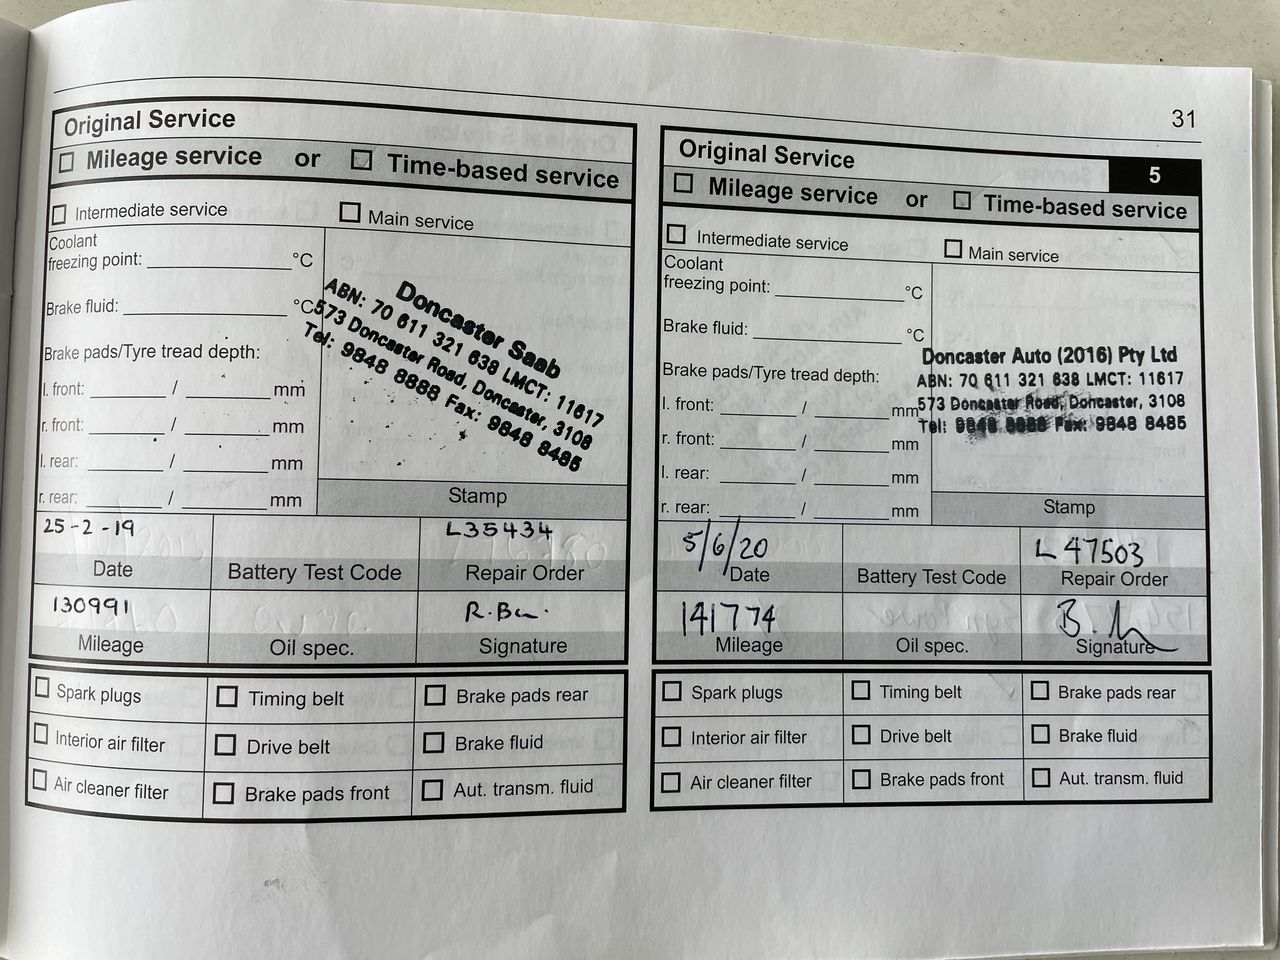 31
Original Service
Mileage service or Time-based service
Intermediate service Main service
Coolant
freezing point: °C
Brake fluid: °C
Brake pads/Tyre tread depth:
l. front: / mm
r. front: / mm
l. rear: / mm
r. rear: / mm
Doncaster Saab
ABN: 70 611 321 638 LMCT: 11617
573 Doncaster Road, Doncaster, 3108
Tel: 9848 8888 Fax: 9848 8485
Stamp
25-2-19 L35434
Date Battery Test Code Repair Order
130991
Mileage Oil spec. Signature
Spark plugs Timing belt Brake pads rear
Interior air filter Drive belt Brake fluid
Air cleaner filter Brake pads front Aut. transm. fluid
Original Service 5
Mileage service or Time-based service
Intermediate service Main service
Coolant
freezing point: °C
Brake fluid: °C
Brake pads/Tyre tread depth:
l. front: / mm
r. front: / mm
l. rear: / mm
r. rear: / mm
Doncaster Auto (2016) Pty Ltd
ABN: 70 611 321 638 LMCT: 11617
573 Doncaster Road, Doncaster, 3108
Tel: 9848 8888 Fax: 9848 8485
Stamp
5/6/20 L47503
Date Battery Test Code Repair Order
141774
Mileage Oil spec. Signature
Spark plugs Timing belt Brake pads rear
Interior air filter Drive belt Brake fluid
Air cleaner filter Brake pads front Aut. transm. fluid